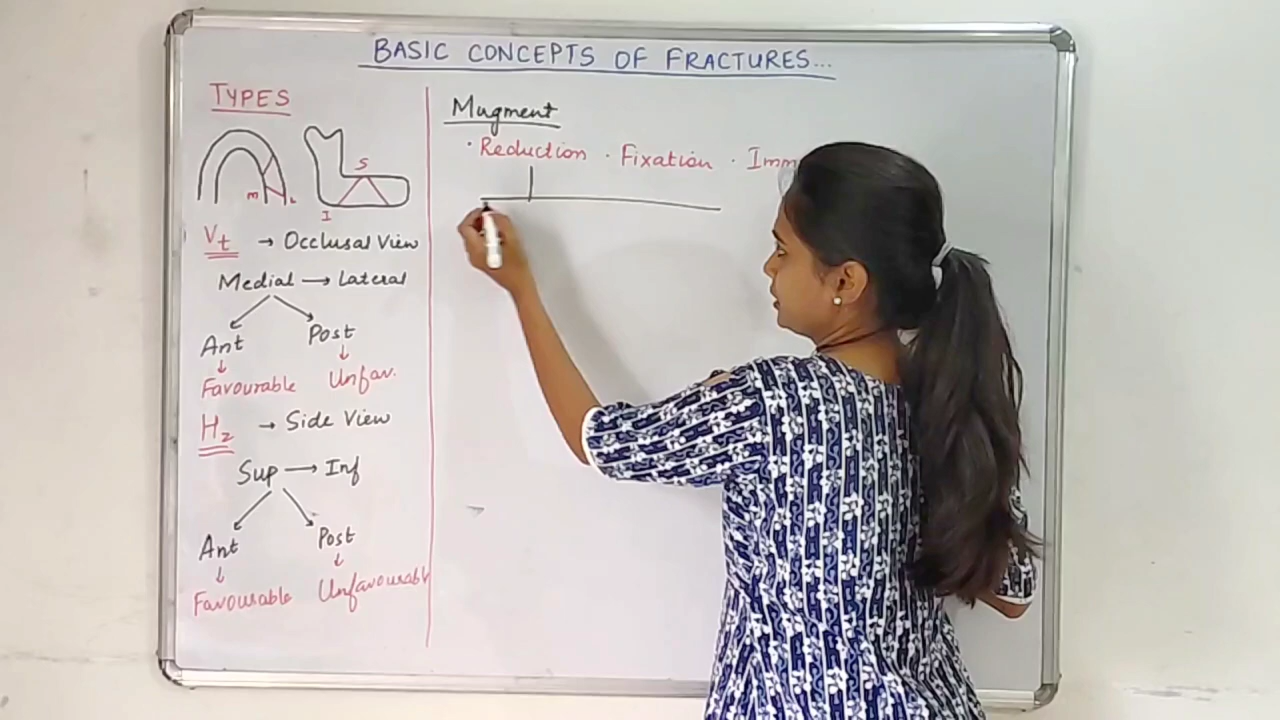 BASIC CONCEPTS OF FRACTURES...
TYPES
S
M L
I
Vt → Occlusal View
Medial → Lateral
Ant Post
↓ ↓
Favourable Unfav.
Hz → Side View
Sup → Inf
Ant Post
↓ ↓
Favourable Unfavourabl
Mngment
· Reduction · Fixation · Imm